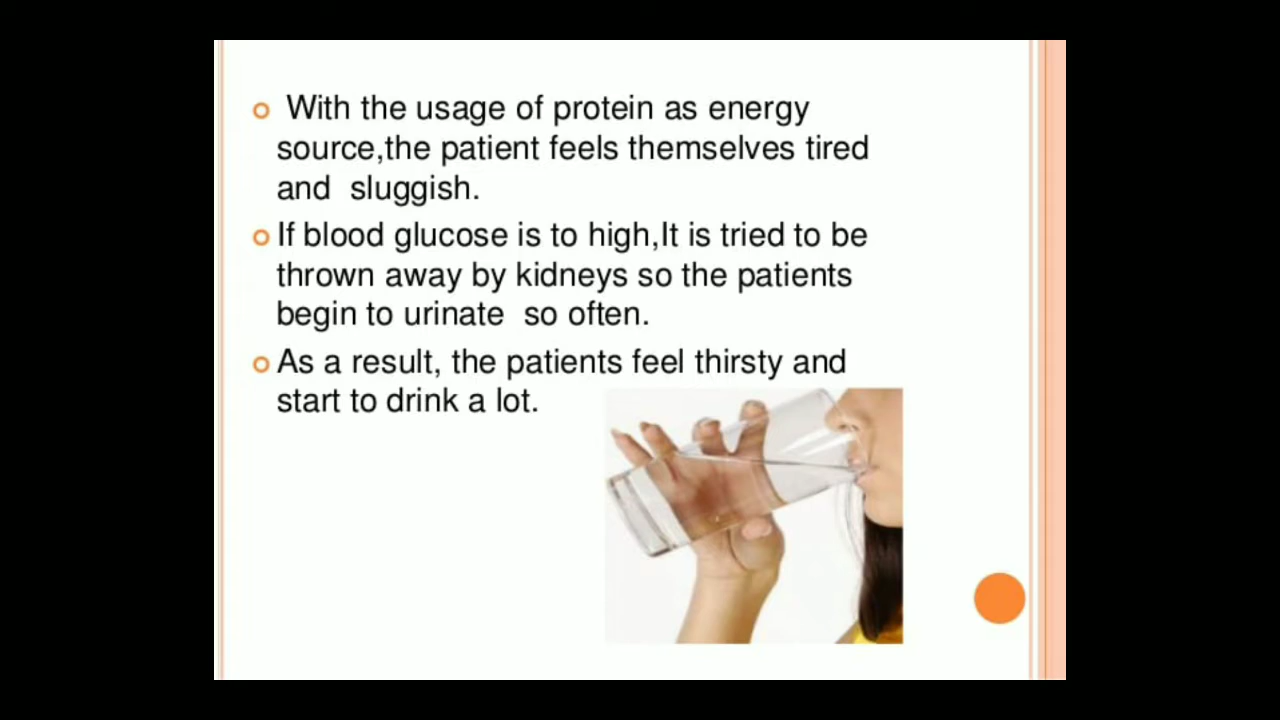 With the usage of protein as energy
source,the patient feels themselves tired
and sluggish.
If blood glucose is to high,It is tried to be
thrown away by kidneys so the patients
begin to urinate so often.
As a result, the patients feel thirsty and
start to drink a lot.